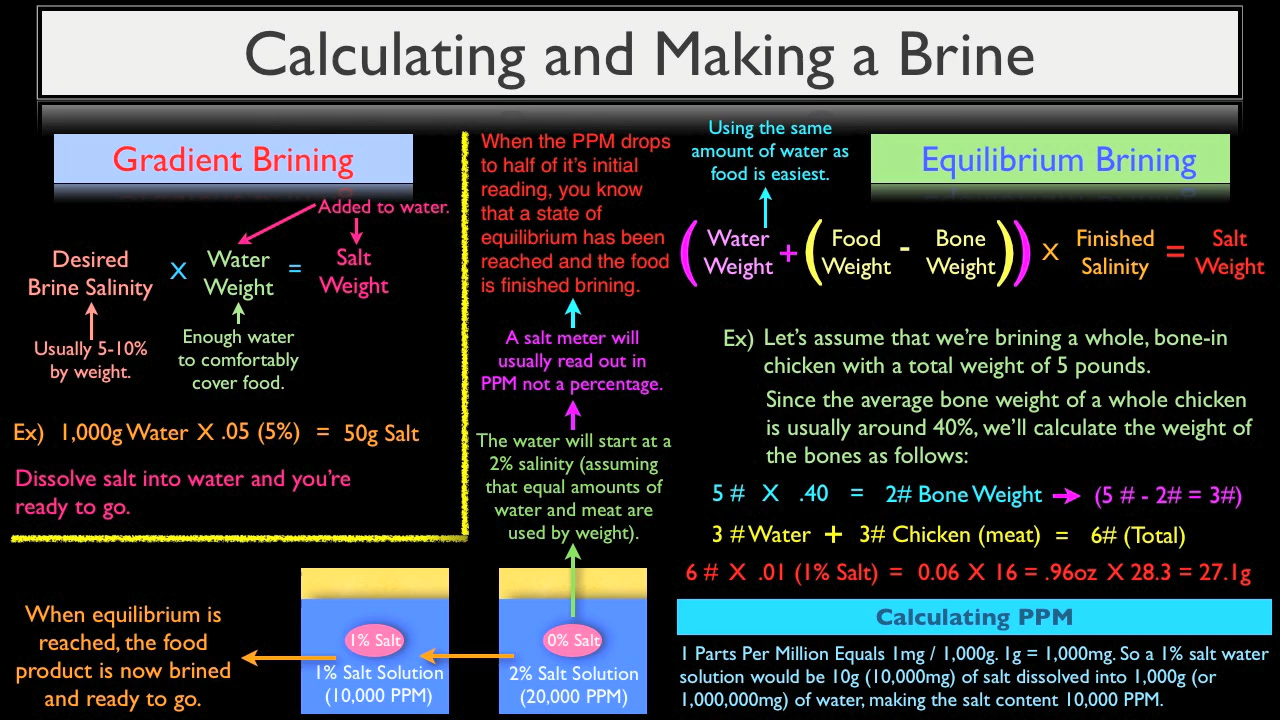 Calculating and Making a Brine
Gradient Brining
Added to water.
Desired
Brine Salinity
X
Water
Weight
=
Salt
Weight
Usually 5-10%
by weight.
Enough water
to comfortably
cover food.
Ex) 1,000g Water X .05 (5%) = 50g Salt
Dissolve salt into water and you're
ready to go.
When the PPM drops
to half of it's initial
reading, you know
that a state of
equilibrium has been
reached and the food
is finished brining.
A salt meter will
usually read out in
PPM not a percentage.
The water will start at a
2% salinity (assuming
that equal amounts of
water and meat are
used by weight).
0% Salt
2% Salt Solution
(20,000 PPM)
1% Salt
1% Salt Solution
(10,000 PPM)
When equilibrium is
reached, the food
product is now brined
and ready to go.
Using the same
amount of water as
food is easiest.
Equilibrium Brining
(
Water
Weight
+
(
Food
Weight
-
Bone
Weight
)
)
X
Finished
Salinity
=
Salt
Weight
Ex) Let's assume that we're brining a whole, bone-in
chicken with a total weight of 5 pounds.
Since the average bone weight of a whole chicken
is usually around 40%, we'll calculate the weight of
the bones as follows:
5 # X .40 = 2# Bone Weight (5 # - 2# = 3#)
3 # Water + 3# Chicken (meat) = 6# (Total)
6 # X .01 (1% Salt) = 0.06 X 16 = .96oz X 28.3 = 27.1g
Calculating PPM
1 Parts Per Million Equals 1mg / 1,000g. 1g = 1,000mg. So a 1% salt water
solution would be 10g (10,000mg) of salt dissolved into 1,000g (or
1,000,000mg) of water, making the salt content 10,000 PPM.